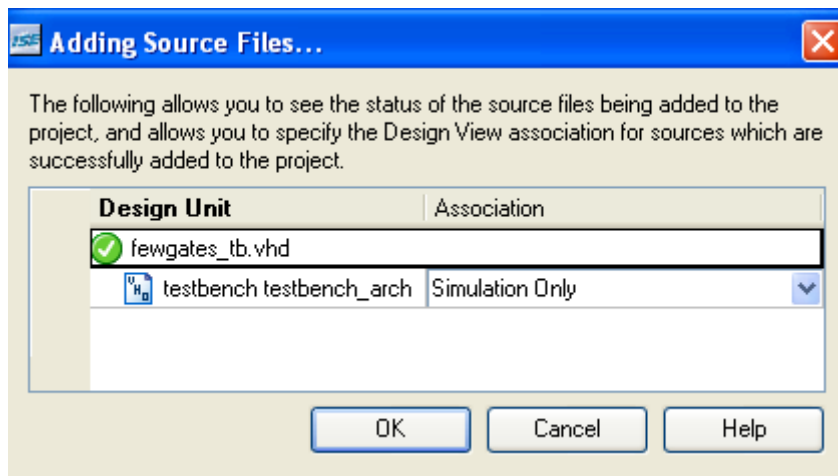 ISE Adding Source Files...
The following allows you to see the status of the source files being added to the
project, and allows you to specify the Design View association for sources which are
successfully added to the project.
Design Unit Association
fewgates_tb.vhd
testbench testbench_arch Simulation Only
OK Cancel Help